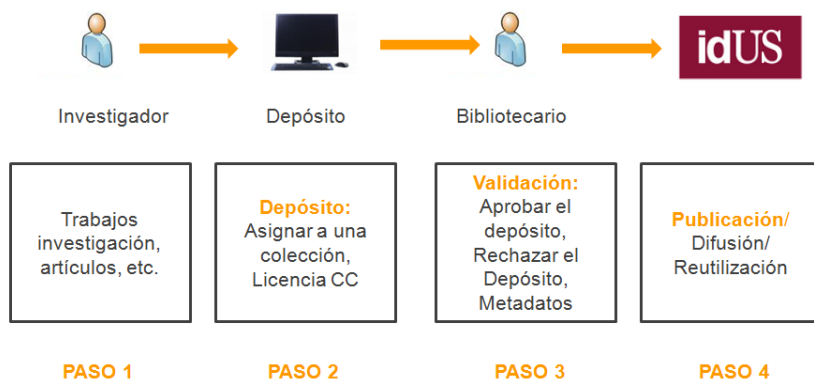 idUS
Investigador
Depósito
Bibliotecario
Trabajos
investigación,
artículos, etc.
Depósito:
Asignar a una
colección,
Licencia CC
Validación:
Aprobar el
depósito,
Rechazar el
Depósito,
Metadatos
Publicación/
Difusión/
Reutilización
PASO 1
PASO 2
PASO 3
PASO 4